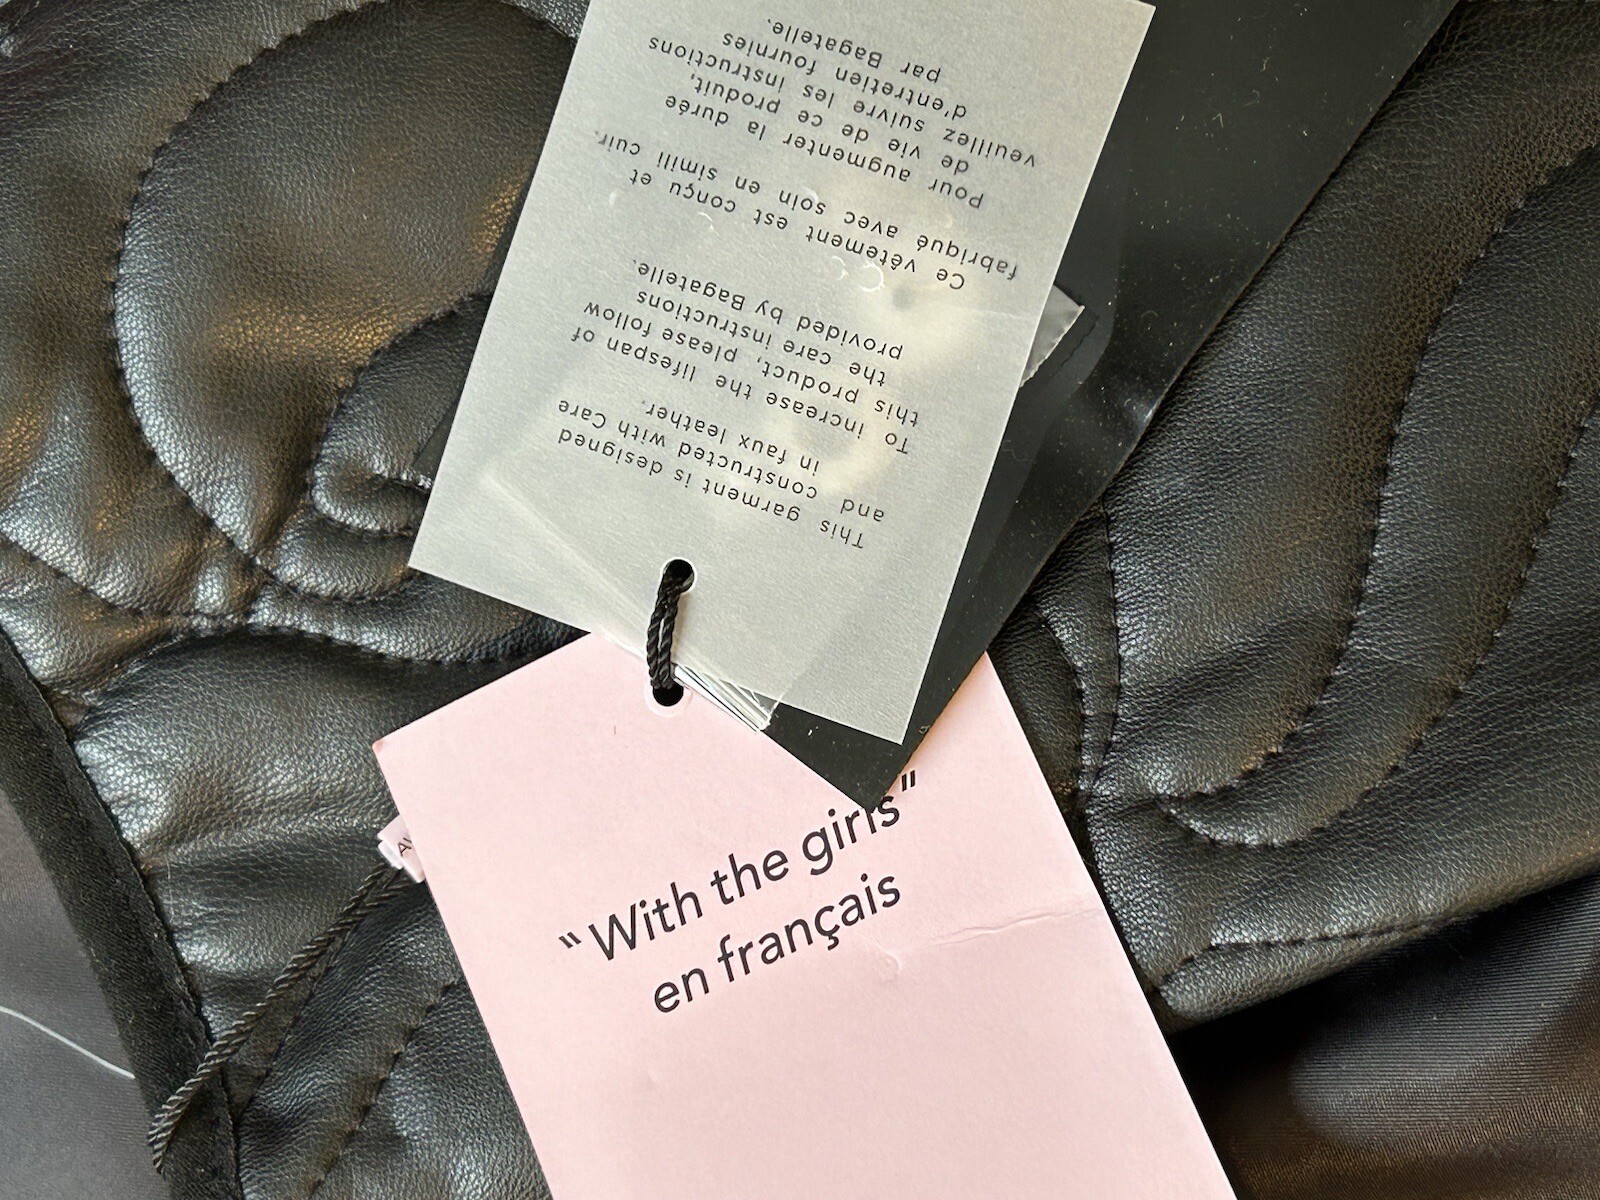 This garment is designed
and constructed with Care
in faux leather.
To increase the lifespan of
this product, please follow
the care instructions
provided by Bagatelle.
Ce vêtement est conçu et
fabriqué avec soin en simili cuir.
Pour augmenter la durée
de vie de ce produit,
veuillez suivre les instructions
d'entretien fournies
par Bagatelle.
"With the girls"
en français